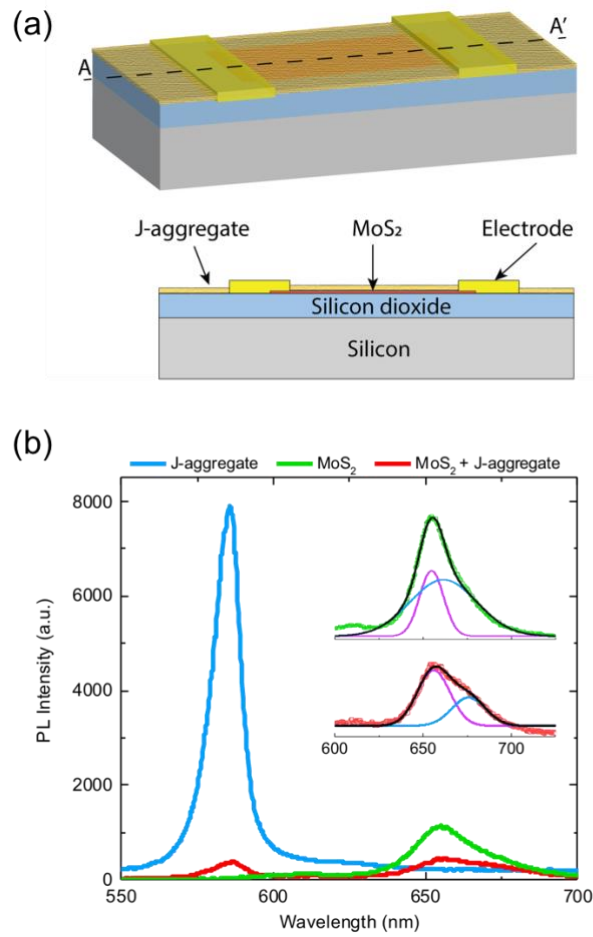 (a)
A
A'
J-aggregate MoS₂ Electrode
Silicon dioxide
Silicon
(b)
J-aggregate MoS₂ MoS₂ + J-aggregate
8000
6000
4000
2000
0
PL Intensity (a.u.)
600 650 700
550 600 650 700
Wavelength (nm)